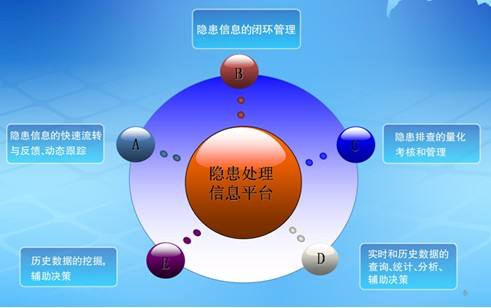 隐患信息的闭环管理
B
隐患信息的快速流转
与反馈、动态跟踪
A
隐患处理
信息平台
C
隐患排查的量化
考核和管理
历史数据的挖掘,
辅助决策
E
D
实时和历史数据的
查询、统计、分析、
辅助决策
6